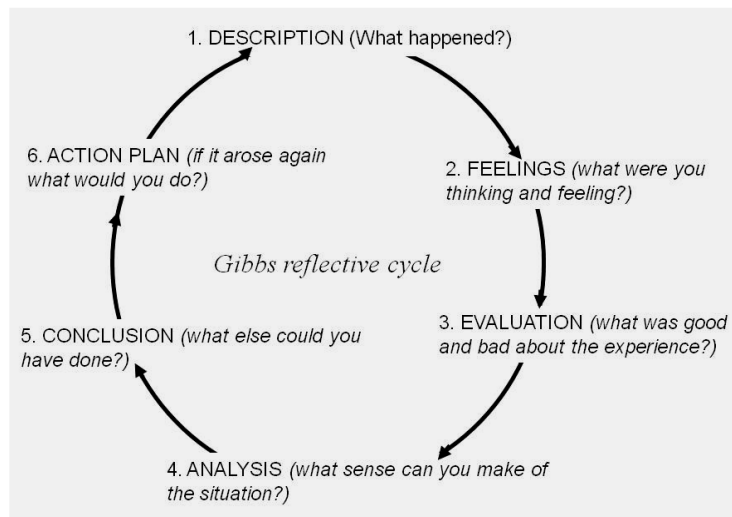 1. DESCRIPTION (What happened?)
2. FEELINGS (what were you
thinking and feeling?)
3. EVALUATION (what was good
and bad about the experience?)
4. ANALYSIS (what sense can you make of
the situation?)
5. CONCLUSION (what else could you
have done?)
6. ACTION PLAN (if it arose again
what would you do?)
Gibbs reflective cycle